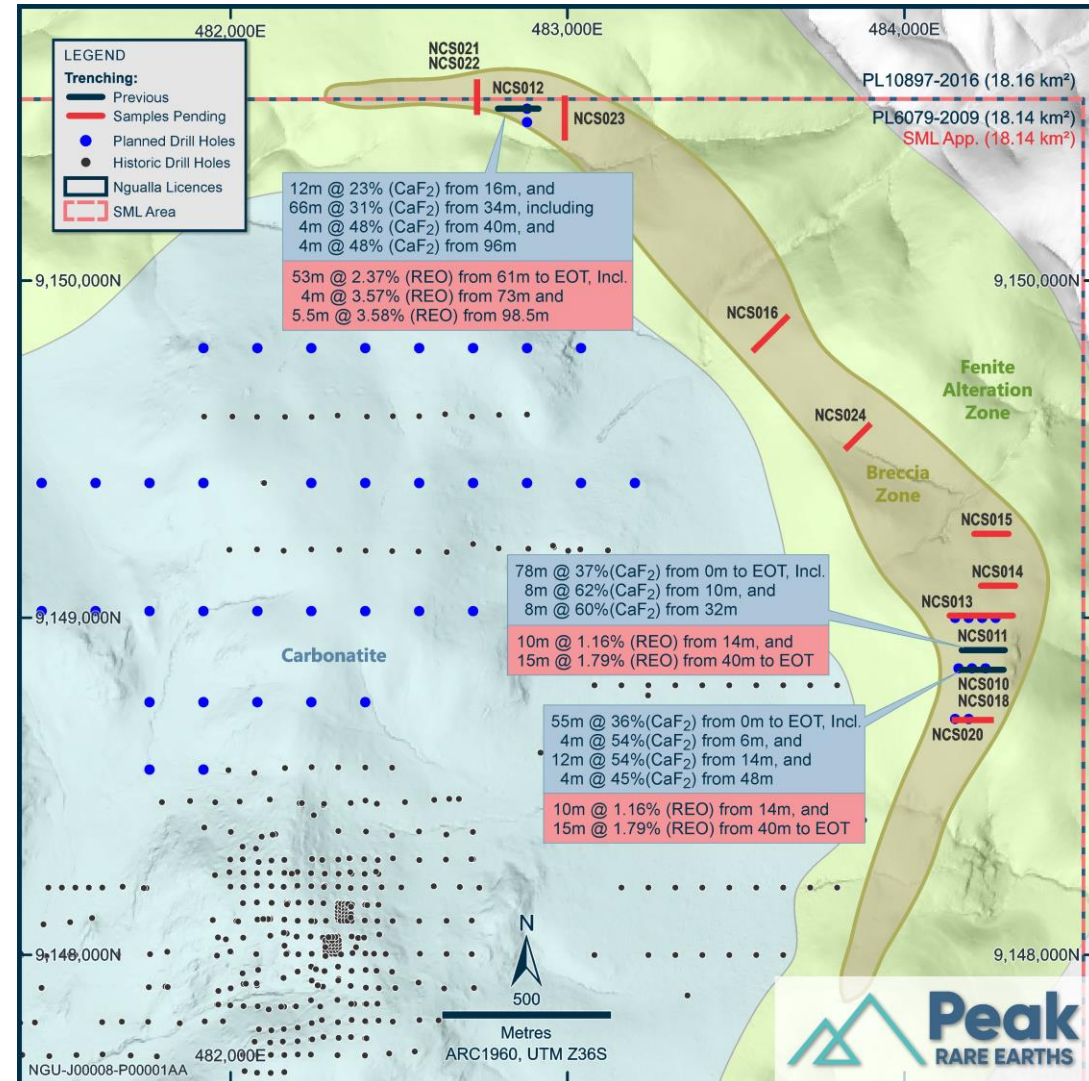 482,000E
483,000E
484,000E
LEGEND
Trenching:
Previous
Samples Pending
Planned Drill Holes
Historic Drill Holes
Ngualla Licences
SML Area
NCS021
NCS022
NCS012
NCS023
PL10897-2016 (18.16 km²)
PL6079-2009 (18.14 km²)
SML App. (18.14 km²)
12m @ 23% (CaF₂) from 16m, and
66m @ 31% (CaF₂) from 34m, including
4m @ 48% (CaF₂) from 40m, and
4m @ 48% (CaF₂) from 96m
53m @ 2.37% (REO) from 61m to EOT, Incl.
4m @ 3.57% (REO) from 73m and
5.5m @ 3.58% (REO) from 98.5m
9,150,000N
9,150,000N
NCS016
Fenite
Alteration
Zone
NCS024
Breccia
Zone
NCS015
78m @ 37%(CaF₂) from 0m to EOT, Incl.
8m @ 62%(CaF₂) from 10m, and
8m @ 60%(CaF₂) from 32m
10m @ 1.16% (REO) from 14m, and
15m @ 1.79% (REO) from 40m to EOT
NCS014
NCS013
9,149,000N
9,149,000N
NCS011
Carbonatite
NCS010
NCS018
NCS020
55m @ 36%(CaF₂) from 0m to EOT, Incl.
4m @ 54%(CaF₂) from 6m, and
12m @ 54%(CaF₂) from 14m, and
4m @ 45%(CaF₂) from 48m
10m @ 1.16% (REO) from 14m, and
15m @ 1.79% (REO) from 40m to EOT
9,148,000N
9,148,000N
N
500
Metres
ARC1960, UTM Z36S
Peak
RARE EARTHS
482,000E
NGU-J00008-P00001AA